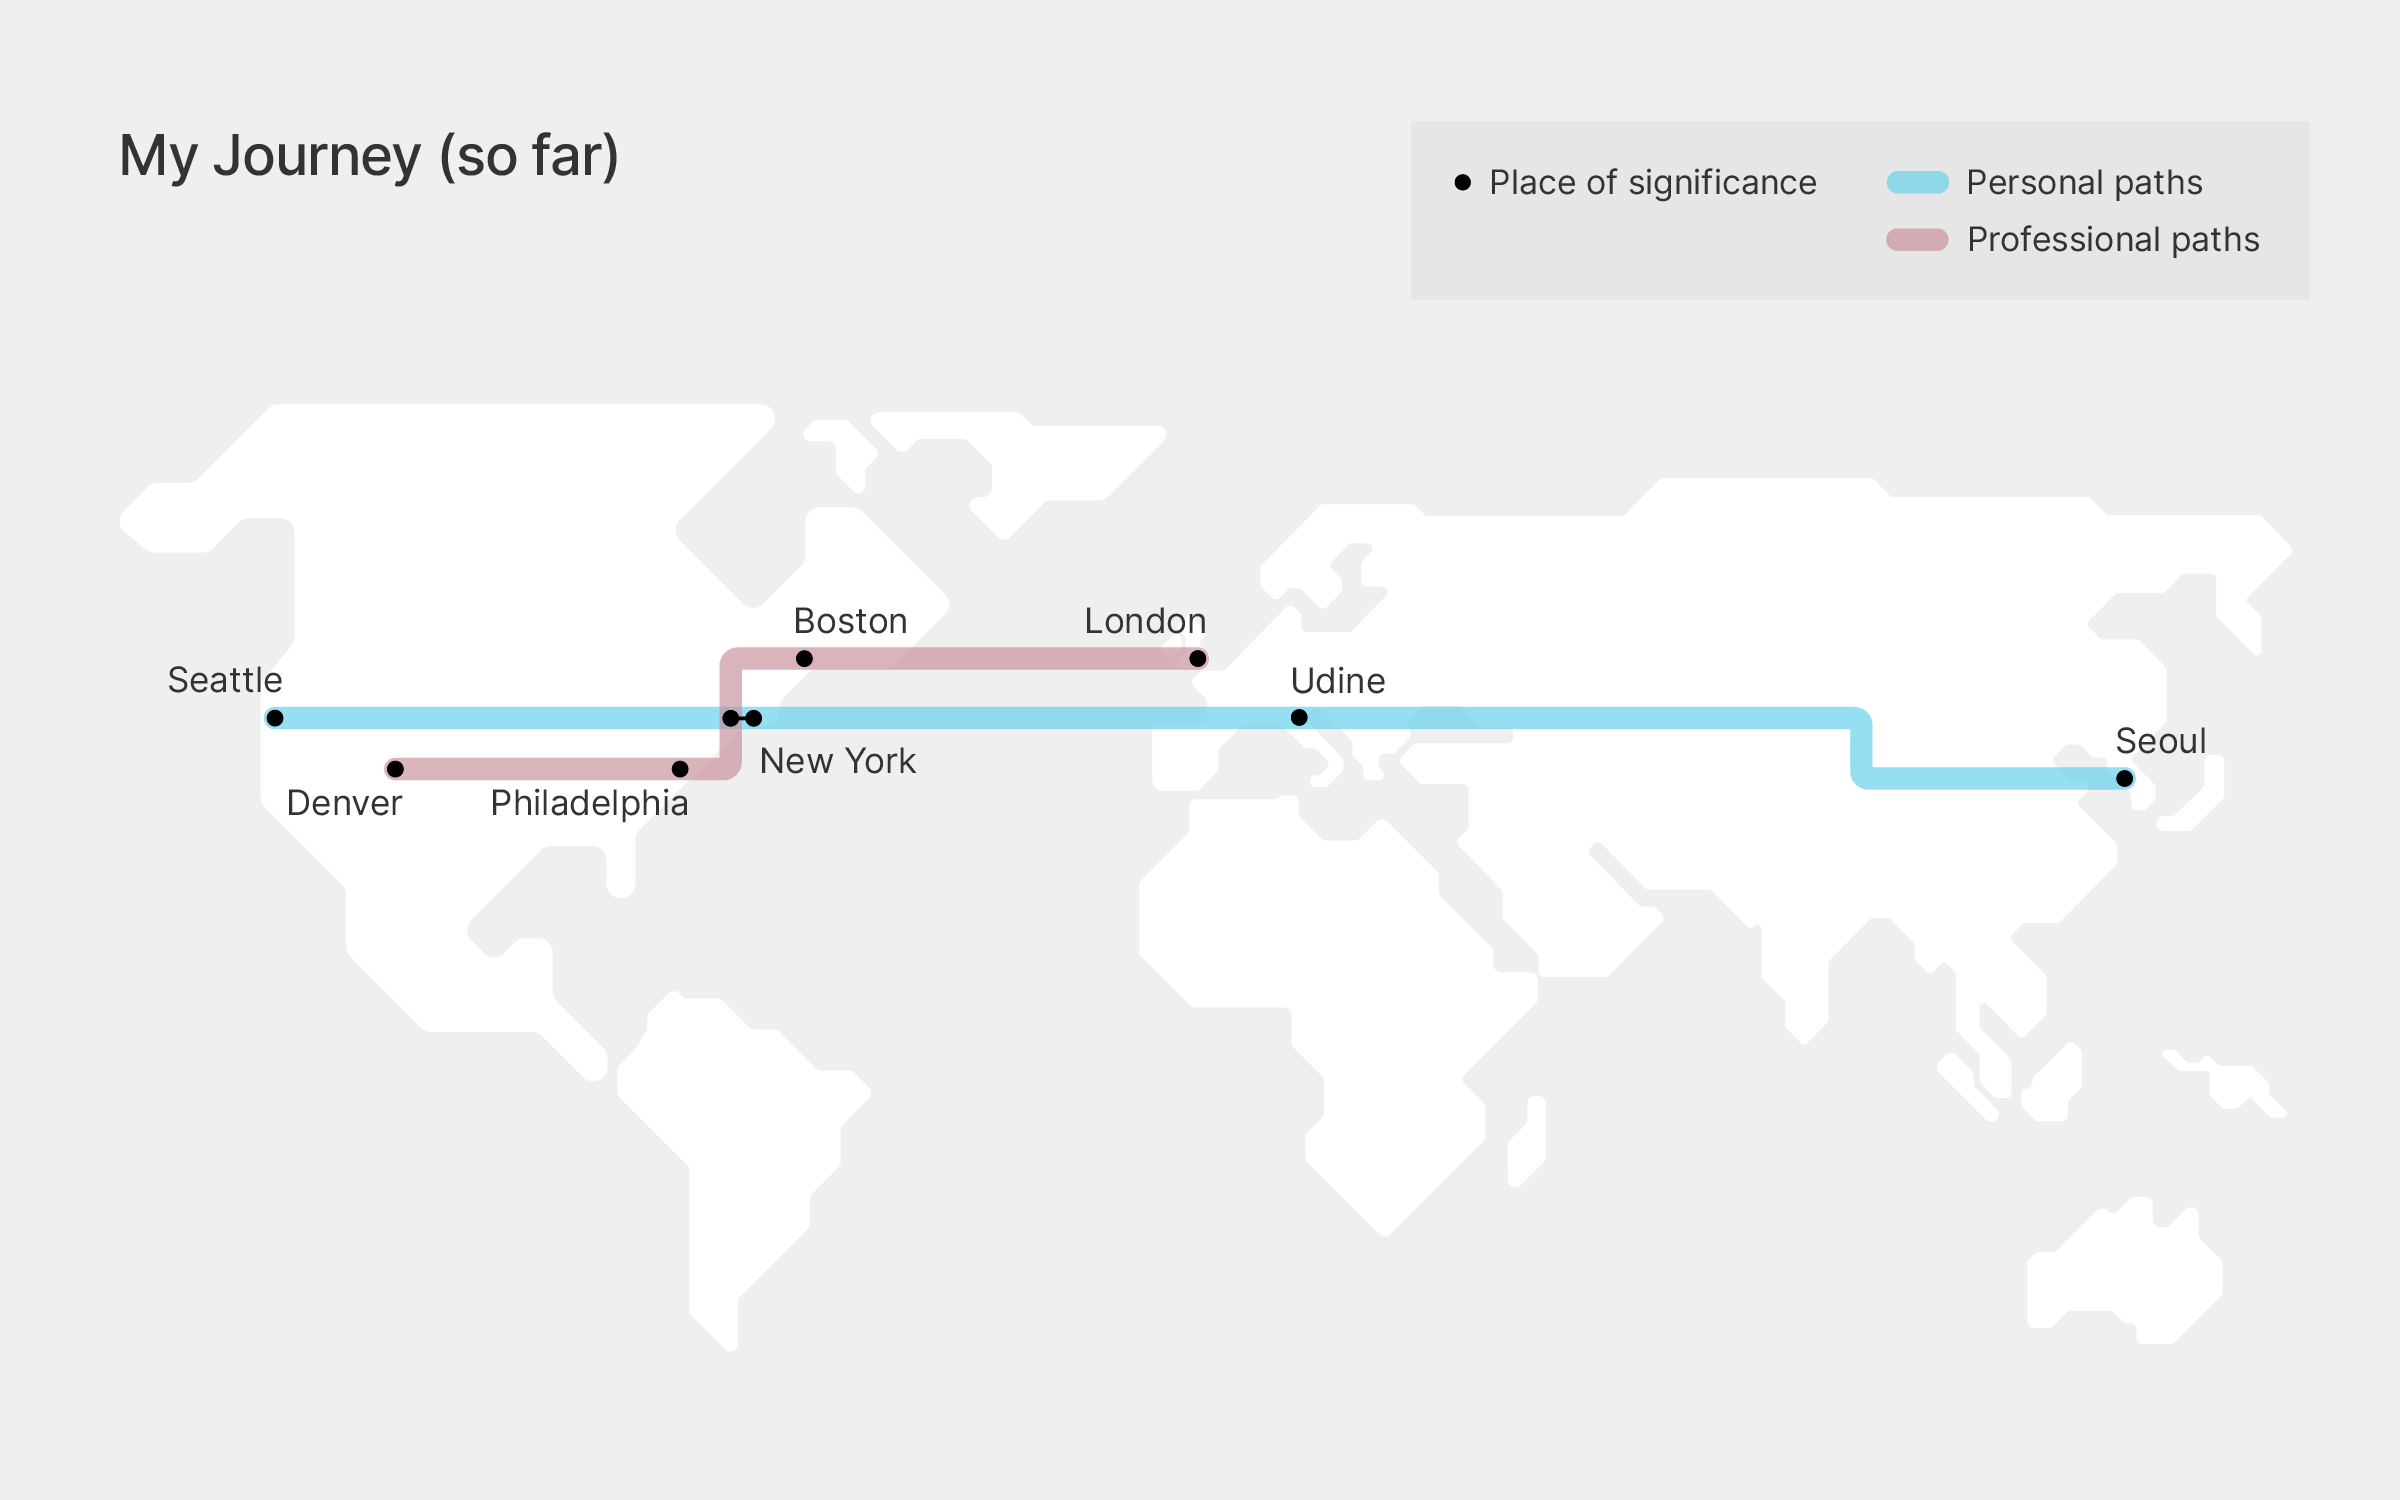 My Journey (so far)
Place of significance
Personal paths
Professional paths
Boston
London
Seattle
Udine
Seoul
New York
Denver
Philadelphia